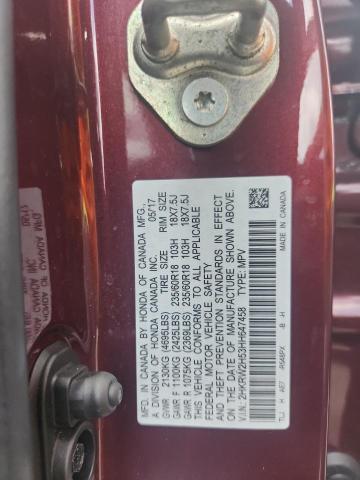 MFD. IN CANADA BY HONDA OF CANADA MFG.,
A DIVISION OF HONDA CANADA INC. 05/17
TIRE SIZE RIM SIZE
GVWR : 2130KG (4695LBS)
GAWR F 1100KG (2425LBS) 235/60R18 103H 18X7.5J
GAWR R 1075KG (2369LBS) 235/60R18 103H 18X7.5J
THIS VEHICLE CONFORMS TO ALL APPLICABLE
FEDERAL MOTOR VEHICLE SAFETY,
THEFT PREVENTION STANDARDS IN EFFECT
ON THE DATE OF MANUFACTURE SHOWN ABOVE.
V.I.N.: 2HKRW2H53HH647458 TYPE: MPV
TLJ H AE7 -B -H
MADE IN CANADA